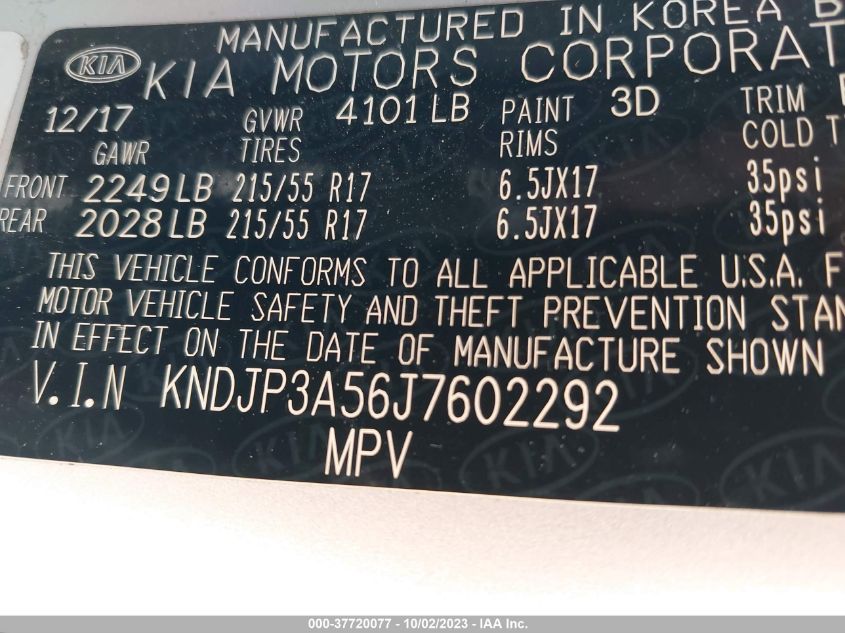 MANUFACTURED IN KOREA B
KIA KIA MOTORS CORPORAT
12/17 GVWR 4101 LB PAINT 3D TRIM
GAWR TIRES RIMS COLD T
FRONT 2249 LB 215/55 R17 6.5JX17 35psi
REAR 2028 LB 215/55 R17 6.5JX17 35psi
THIS VEHICLE CONFORMS TO ALL APPLICABLE U.S.A. F
MOTOR VEHICLE SAFETY AND THEFT PREVENTION STAN
IN EFFECT ON THE DATE OF MANUFACTURE SHOWN
V.I.N KNDJP3A56J7602292
MPV
000-37720077 - 10/02/2023 - IAA Inc.